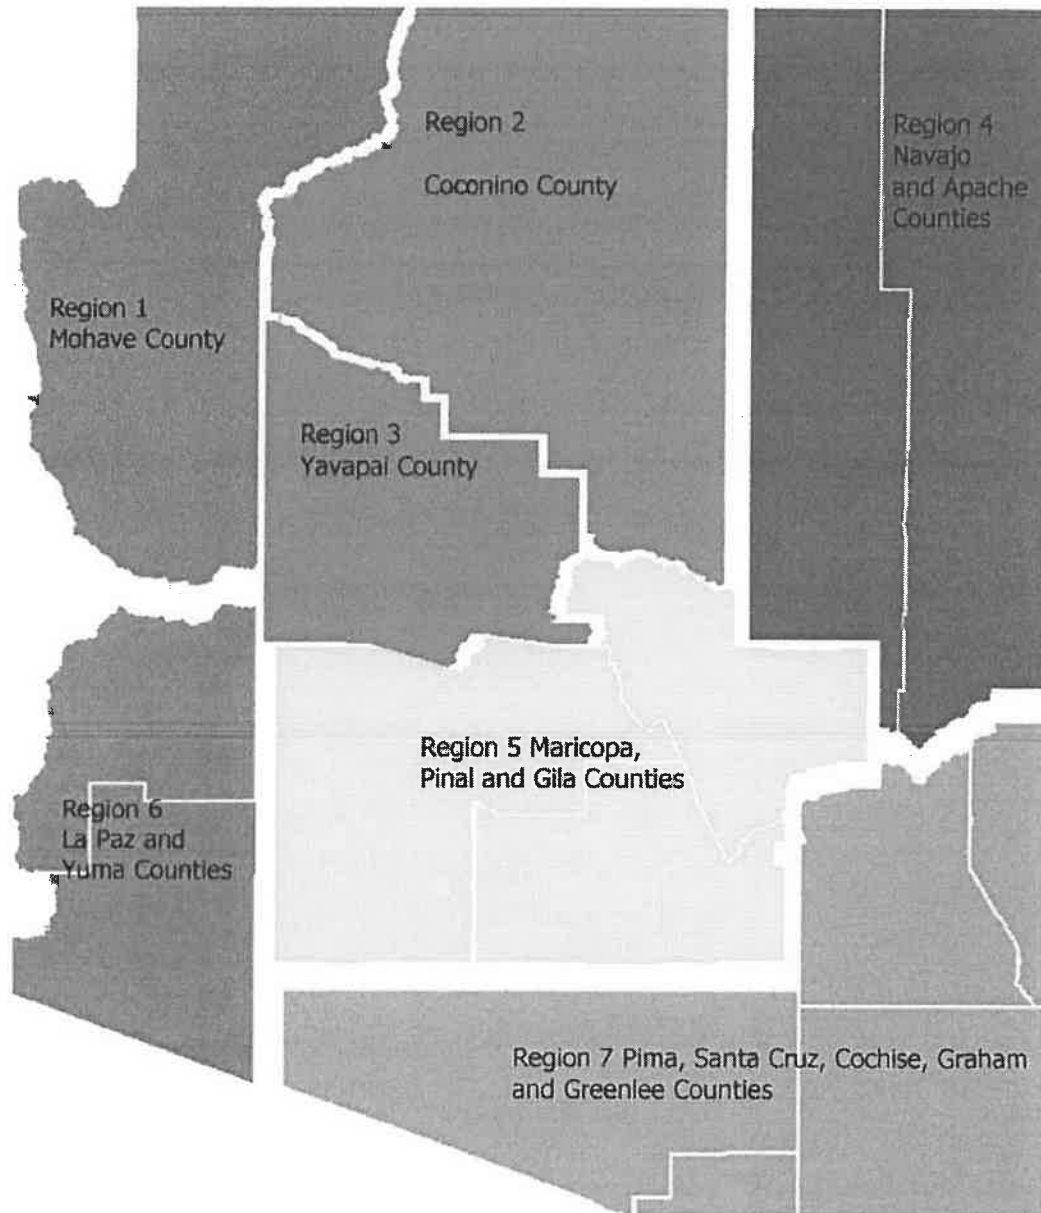 Region 2
Coconino County
Region 4
Navajo
and Apache
Counties
Region 1
Mohave County
Region 3
Yavapai County
Region 5 Maricopa,
Pinal and Gila Counties
Region 6
La Paz and
Yuma Counties
Region 7 Pima, Santa Cruz, Cochise, Graham
and Greenlee Counties